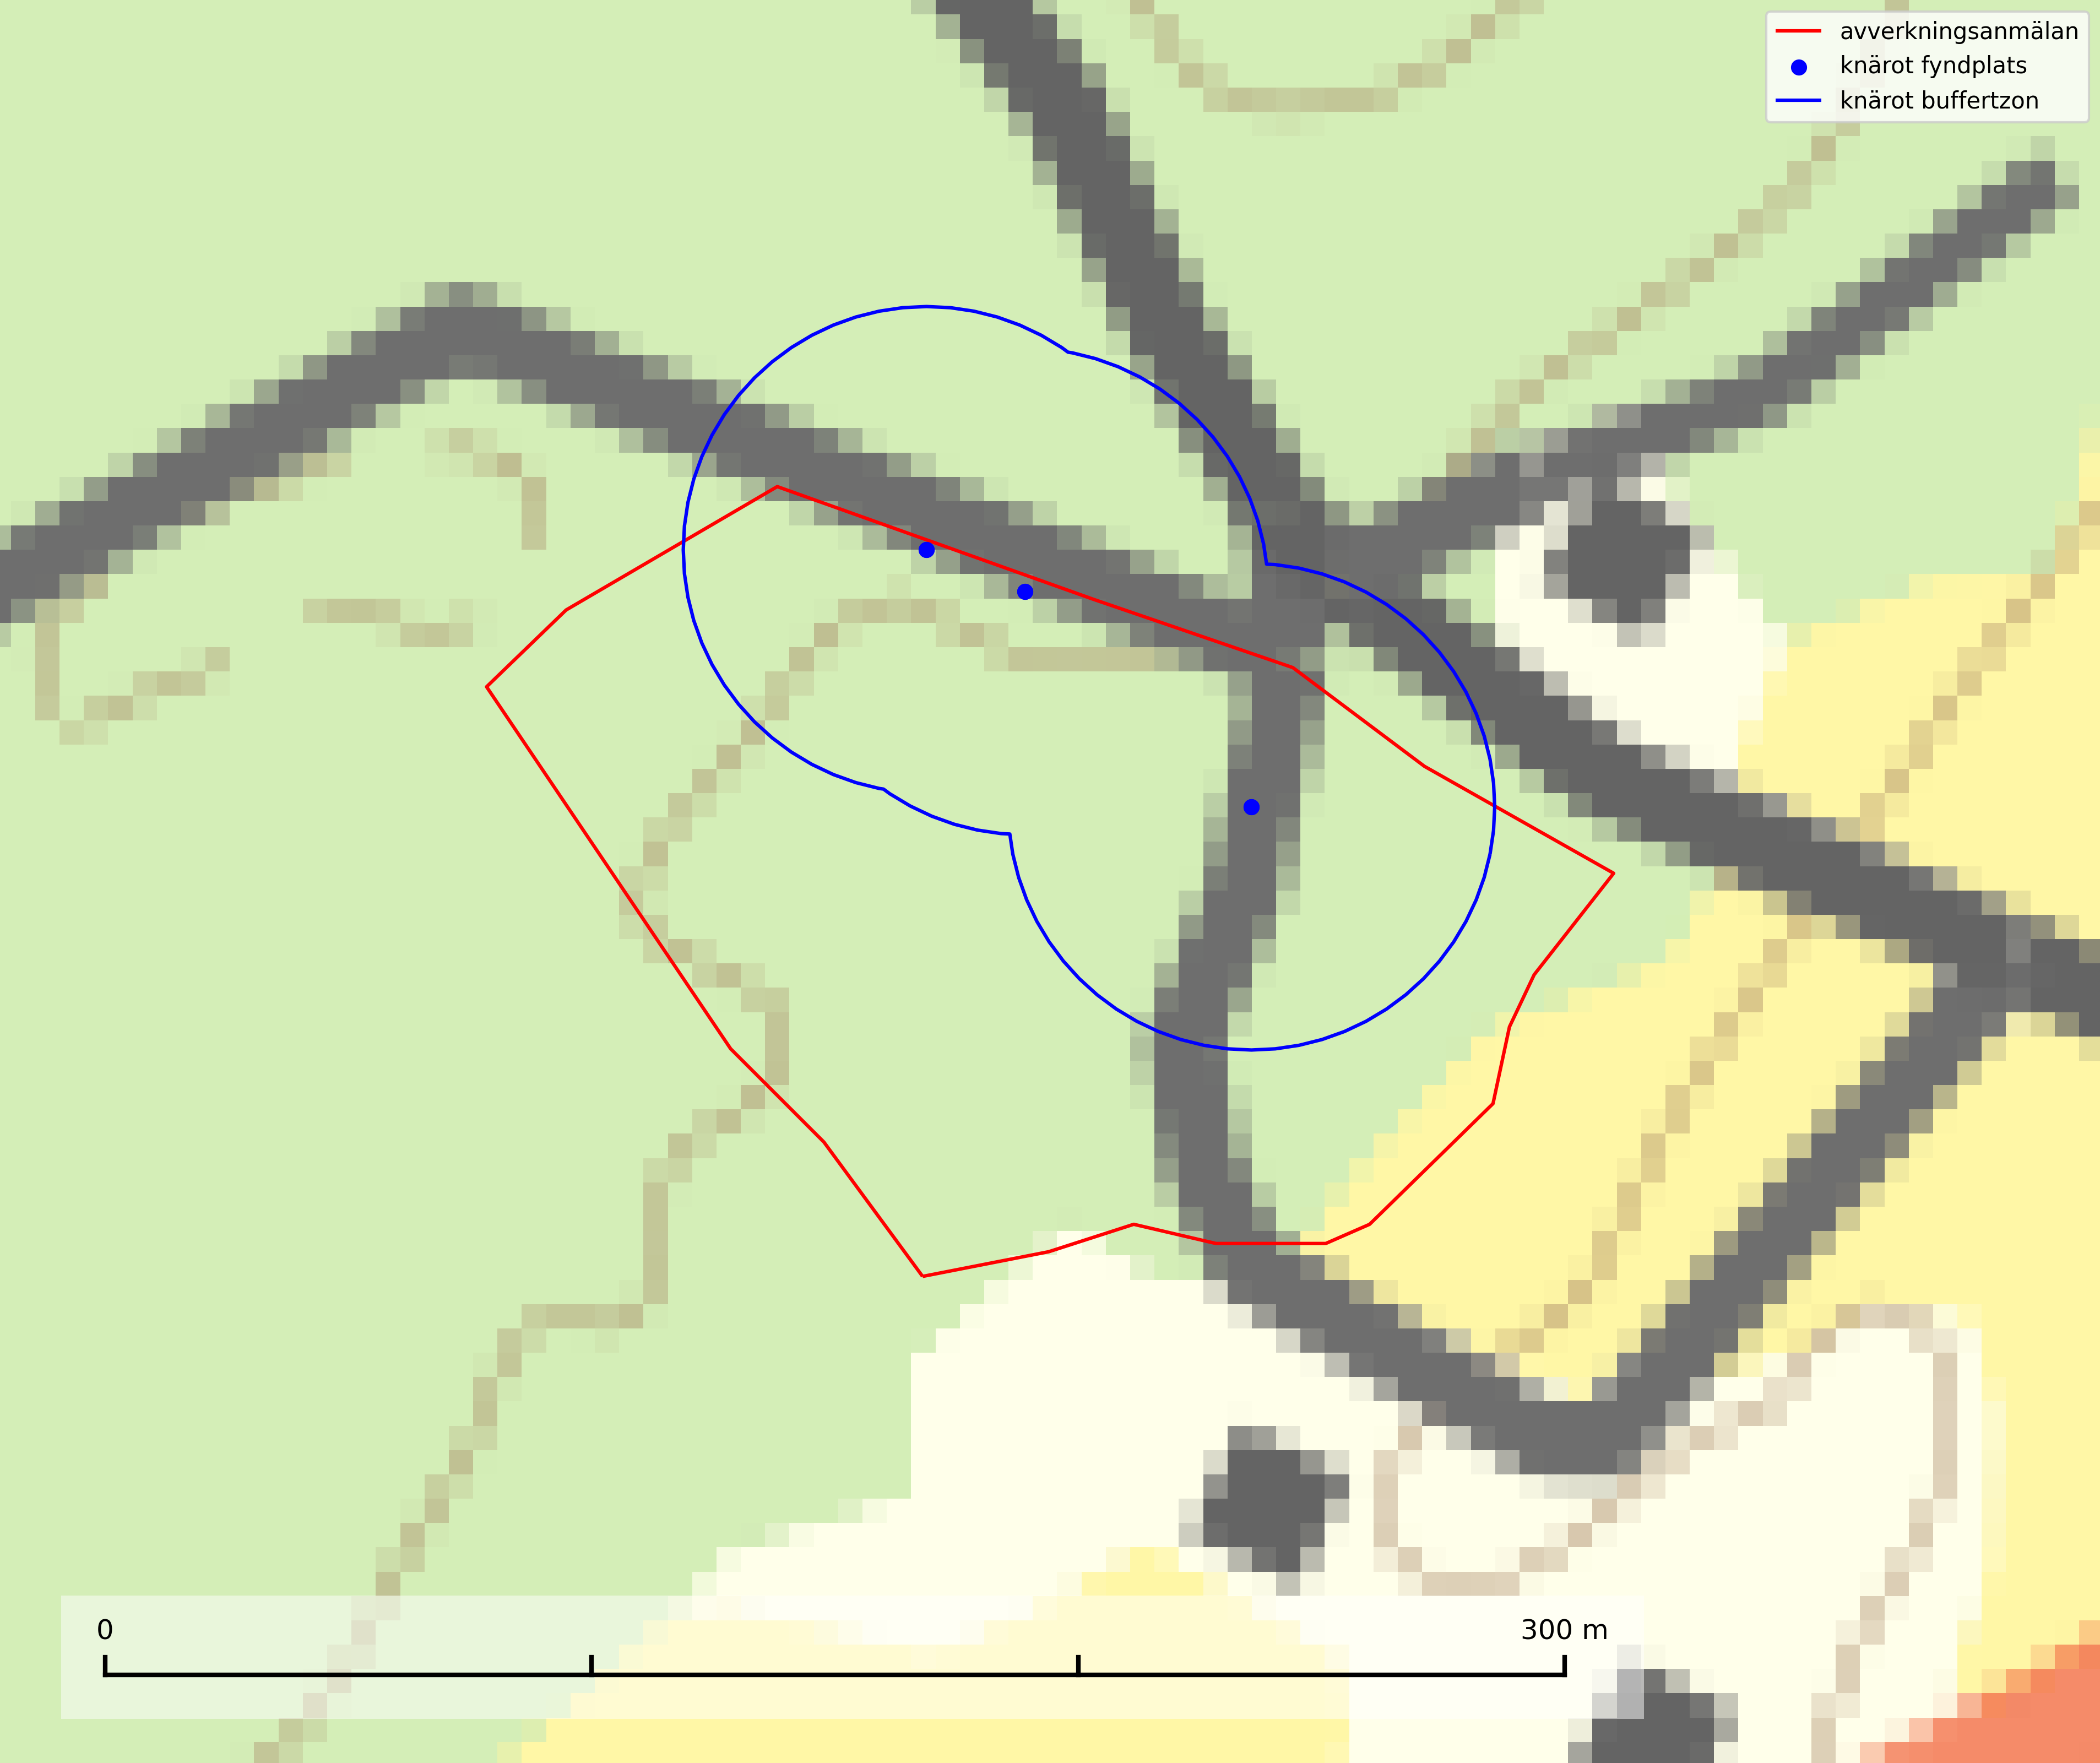 avverkningsanmälan
knärot fyndplats
knärot buffertzon
0
300 m